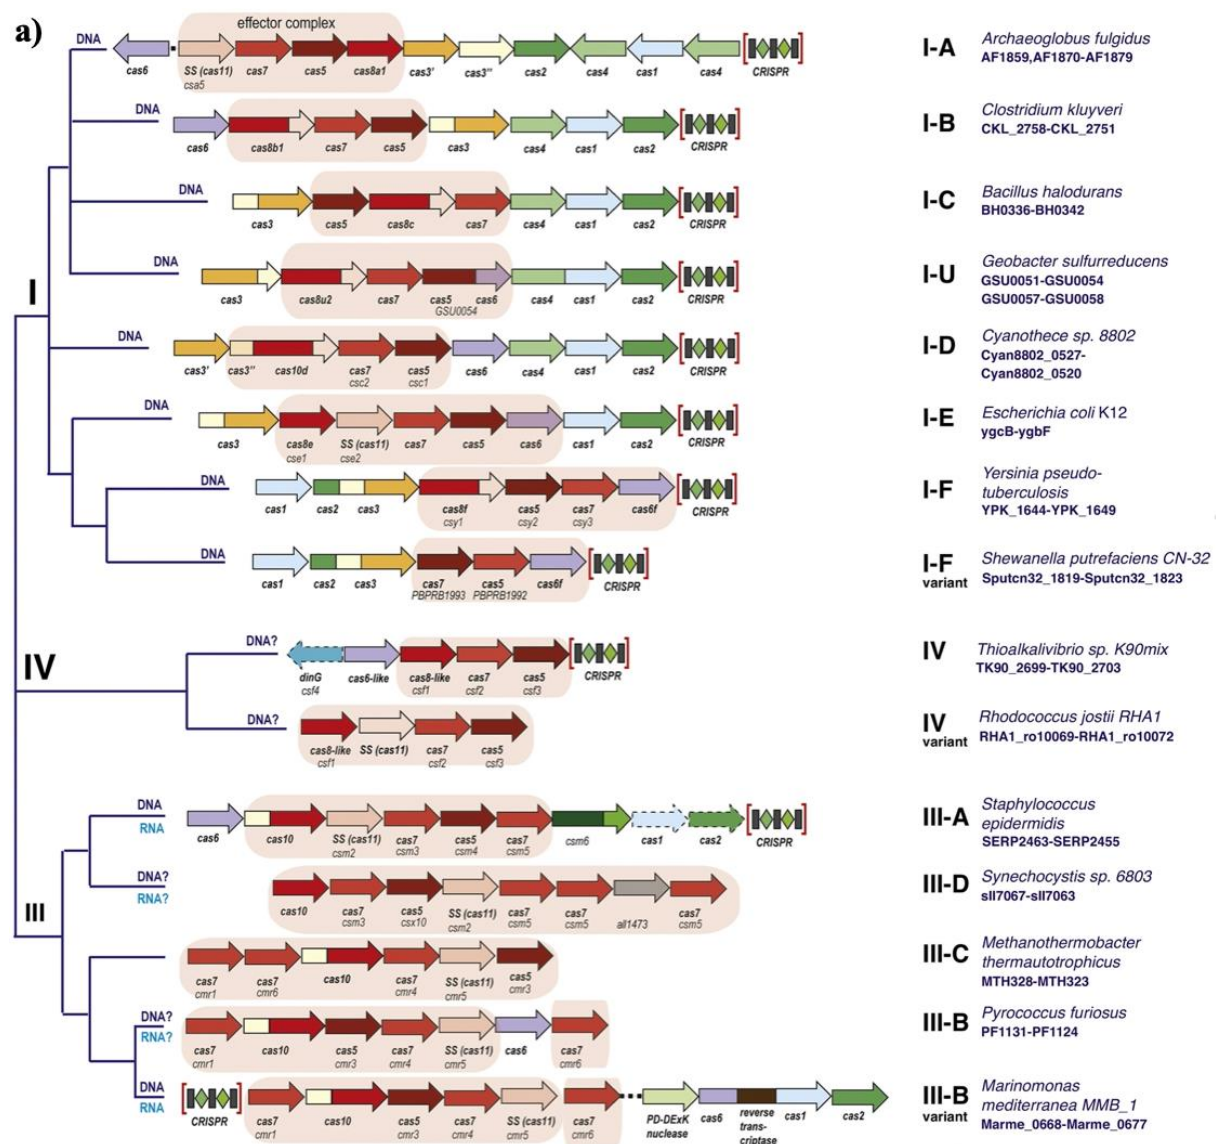 a)
effector complex
DNA
cas6 SS (cas11) cas7 cas5 cas8a1 cas3' cas3'' cas2 cas4 cas1 cas4 CRISPR
csa5
I-A
Archaeoglobus fulgidus
AF1859,AF1870-AF1879
DNA
cas6 cas8b1 cas7 cas5 cas3 cas4 cas1 cas2 CRISPR
I-B
Clostridium kluyveri
CKL_2758-CKL_2751
DNA
cas3 cas5 cas8c cas7 cas4 cas1 cas2 CRISPR
I-C
Bacillus halodurans
BH0336-BH0342
I
DNA
cas3 cas8u2 cas7 cas5 cas6 cas4 cas1 cas2 CRISPR
GSU0054
I-U
Geobacter sulfurreducens
GSU0051-GSU0054
GSU0057-GSU0058
DNA
cas3' cas3'' cas10d cas7 cas5 cas6 cas4 cas1 cas2 CRISPR
csc2 csc1
I-D
Cyanothece sp. 8802
Cyan8802_0527-
Cyan8802_0520
DNA
cas3 cas8e SS (cas11) cas7 cas5 cas6 cas1 cas2 CRISPR
cse1 cse2
I-E
Escherichia coli K12
ygcB-ygbF
DNA
cas1 cas2 cas3 cas8f cas5 cas7 cas6f CRISPR
csy1 csy2 csy3
I-F
Yersinia pseudo-
tuberculosis
YPK_1644-YPK_1649
DNA
cas1 cas2 cas3 cas7 cas5 cas6f CRISPR
PBPRB1993 PBPRB1992
I-F
variant
Shewanella putrefaciens CN-32
Sputcn32_1819-Sputcn32_1823
IV
DNA?
dinG cas6-like cas8-like cas7 cas5 CRISPR
csf4 csf1 csf2 csf3
IV
Thioalkalivibrio sp. K90mix
TK90_2699-TK90_2703
DNA?
cas8-like SS (cas11) cas7 cas5
csf1 csf2 csf3
IV
variant
Rhodococcus jostii RHA1
RHA1_ro10069-RHA1_ro10072
III
DNA
RNA
cas6 cas10 SS (cas11) cas7 cas5 cas7 csm6 cas1 cas2 CRISPR
csm2 csm3 csm4 csm5
III-A
Staphylococcus
epidermidis
SERP2463-SERP2455
DNA?
RNA?
cas10 cas7 cas5 SS (cas11) cas7 cas7 all1473 cas7
csm3 csx10 csm2 csm5 csm5 csm5
III-D
Synechocystis sp. 6803
sll7067-sll7063
cas7 cas7 cas10 cas7 SS (cas11) cas5
cmr1 cmr6 cmr4 cmr5 cmr3
III-C
Methanothermobacter
thermautotrophicus
MTH328-MTH323
DNA?
RNA?
cas7 cas10 cas5 cas7 SS (cas11) cas6 cas7
cmr1 cmr3 cmr4 cmr5 cmr6
III-B
Pyrococcus furiosus
PF1131-PF1124
DNA
RNA
CRISPR cas7 cas10 cas5 cas7 SS (cas11) cas7 PD-DExK cas6 reverse cas1 cas2
cmr1 cmr3 cmr4 cmr5 cmr6 nuclease trans-
criptase
III-B
variant
Marinomonas
mediterranea MMB_1
Marme_0668-Marme_0677